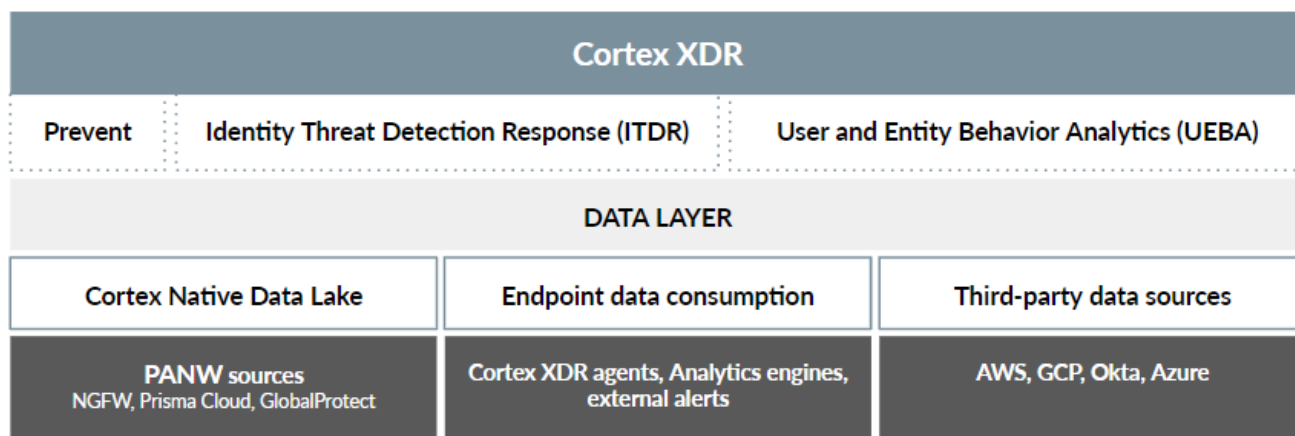 Cortex XDR
Prevent
Identity Threat Detection Response (ITDR)
User and Entity Behavior Analytics (UEBA)
DATA LAYER
Cortex Native Data Lake
Endpoint data consumption
Third-party data sources
PANW sources
NGFW, Prisma Cloud, GlobalProtect
Cortex XDR agents, Analytics engines,
external alerts
AWS, GCP, Okta, Azure